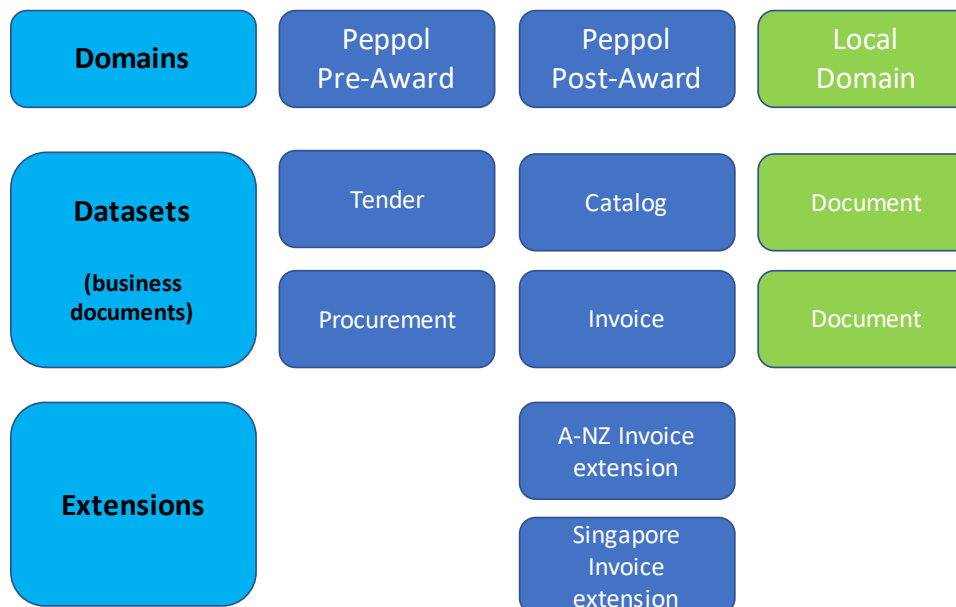 Domains
Peppol
Pre-Award
Peppol
Post-Award
Local
Domain
Datasets
(business
documents)
Tender
Catalog
Document
Procurement
Invoice
Document
Extensions
A-NZ Invoice
extension
Singapore
Invoice
extension